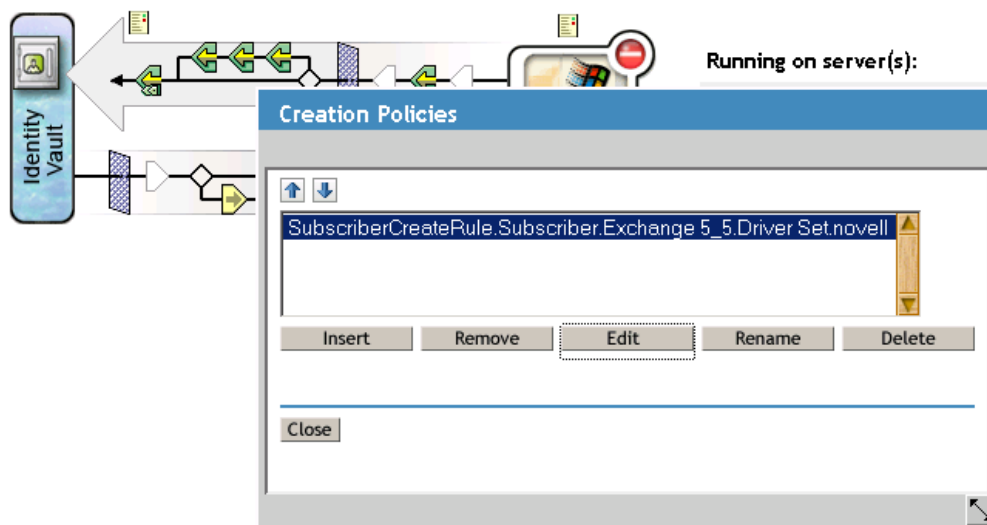 Running on server(s):
Identity
Vault
Creation Policies
SubscriberCreateRule.Subscriber.Exchange 5_5.Driver Set.novell
Insert Remove Edit Rename Delete
Close